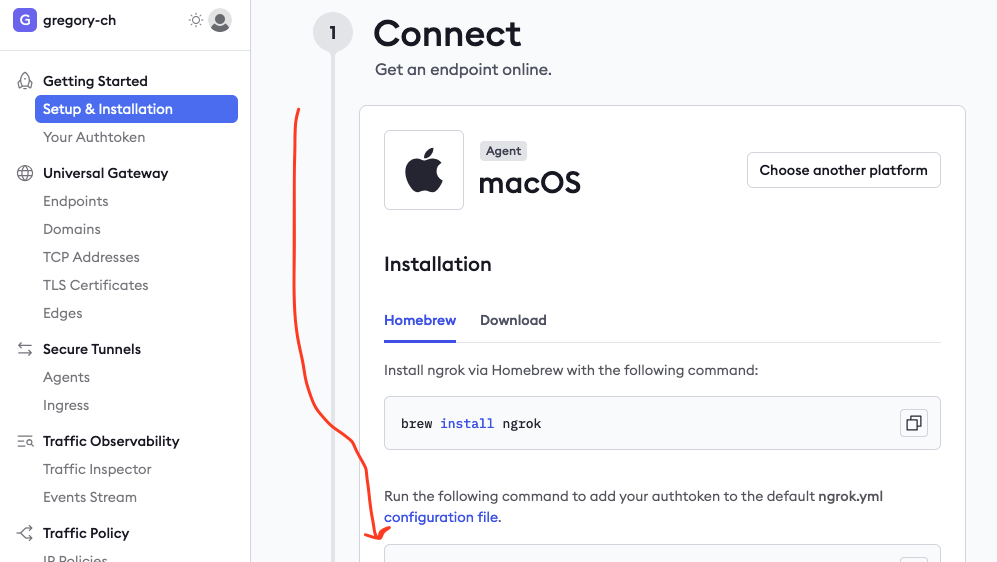 G gregory-ch
Getting Started
Setup & Installation
Your Authtoken
Universal Gateway
Endpoints
Domains
TCP Addresses
TLS Certificates
Edges
Secure Tunnels
Agents
Ingress
Traffic Observability
Traffic Inspector
Events Stream
Traffic Policy
IP Policies
1 Connect
Get an endpoint online.
Agent
macOS
Choose another platform
Installation
Homebrew Download
Install ngrok via Homebrew with the following command:
brew install ngrok
Run the following command to add your authtoken to the default ngrok.yml
configuration file.